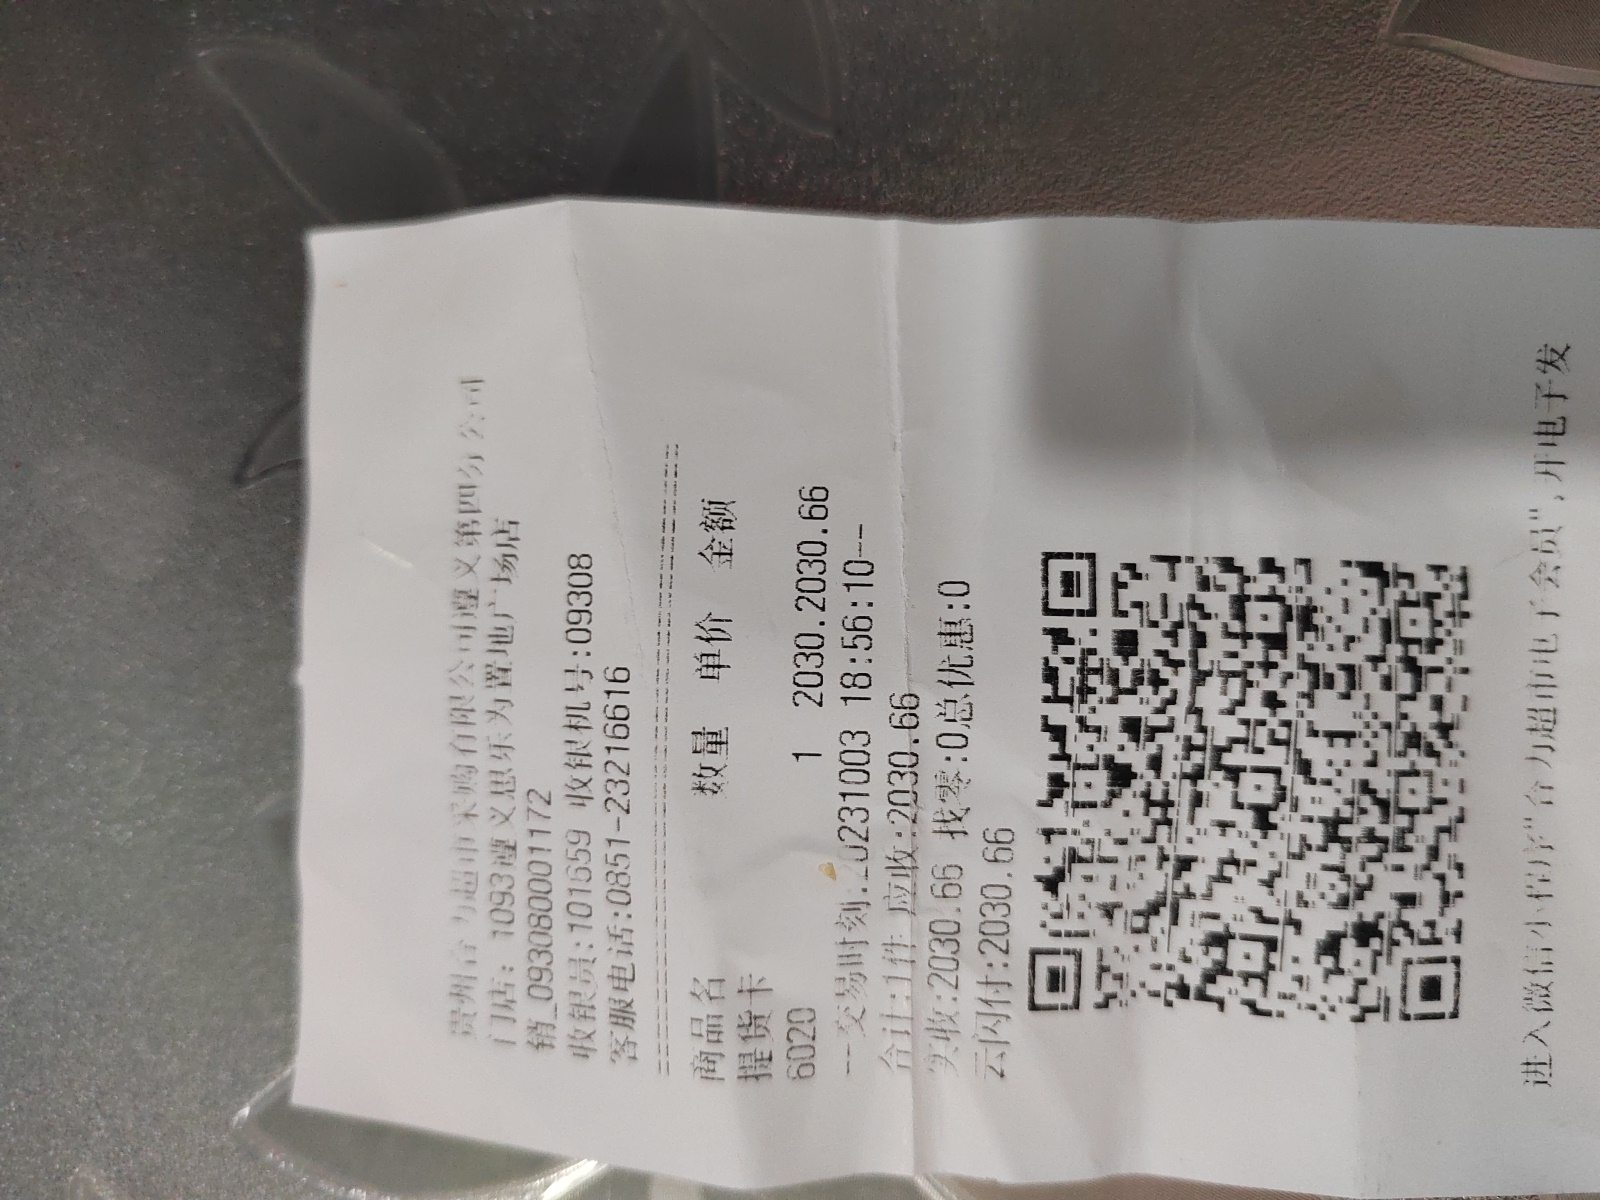 贵州合力超市采购有限公司遵义第四分公司
门店: 1093遵义思乐为置地广场店
销_09308000 1172
收银员:101659 收银机号:09308
客服电话:0851-23216616
商品名 数量 单价 金额
提货卡
6020 1 2030.2030.66
--交易时刻:20231003 18:56:10--
合计:1件 应收:2030.66
实收:2030.66 找零:0总优惠:0
云闪付:2030.66
进入微信小程序"合力超市电子会员",开电子发